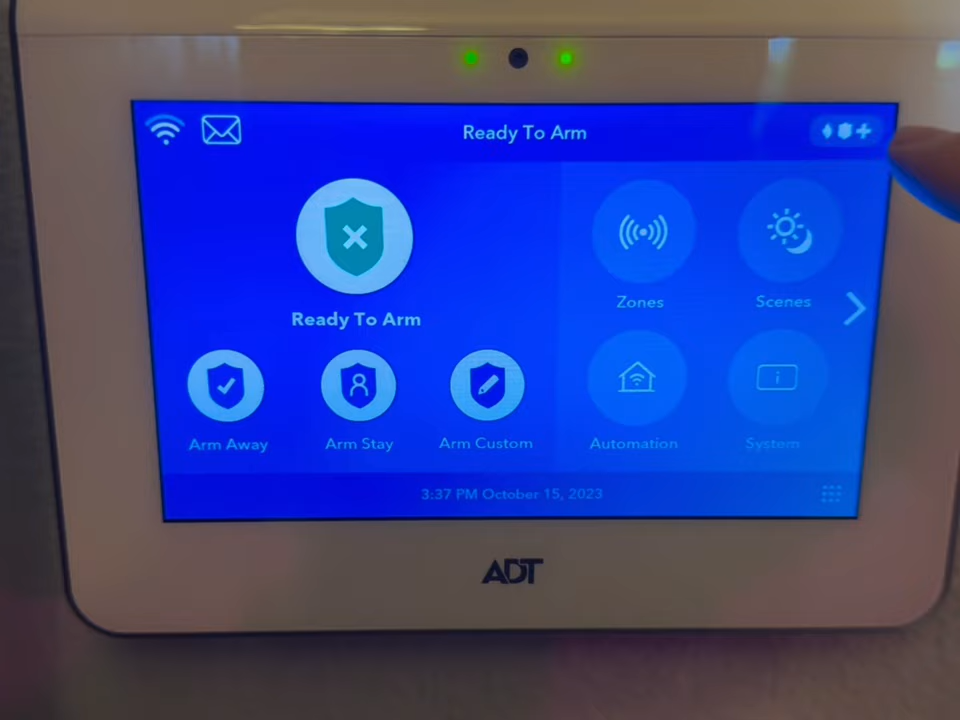 Ready To Arm
Ready To Arm
Arm Away
Arm Stay
Arm Custom
Zones
Scenes
Automation
System
3:37 PM October 15, 2023
ADT